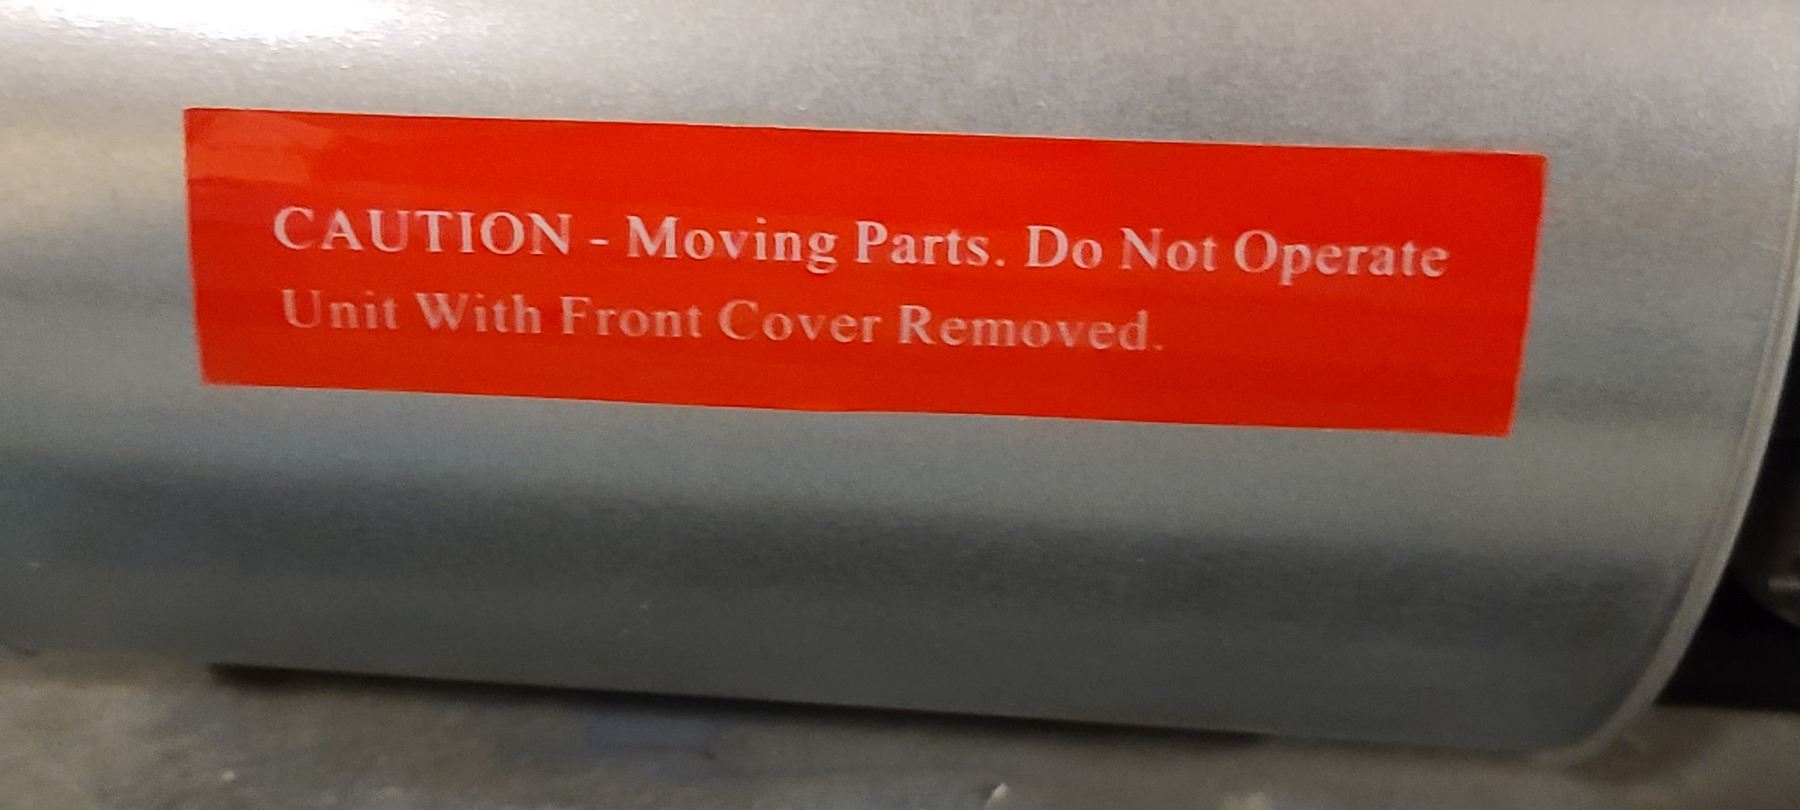 CAUTION - Moving Parts. Do Not Operate
Unit With Front Cover Removed.